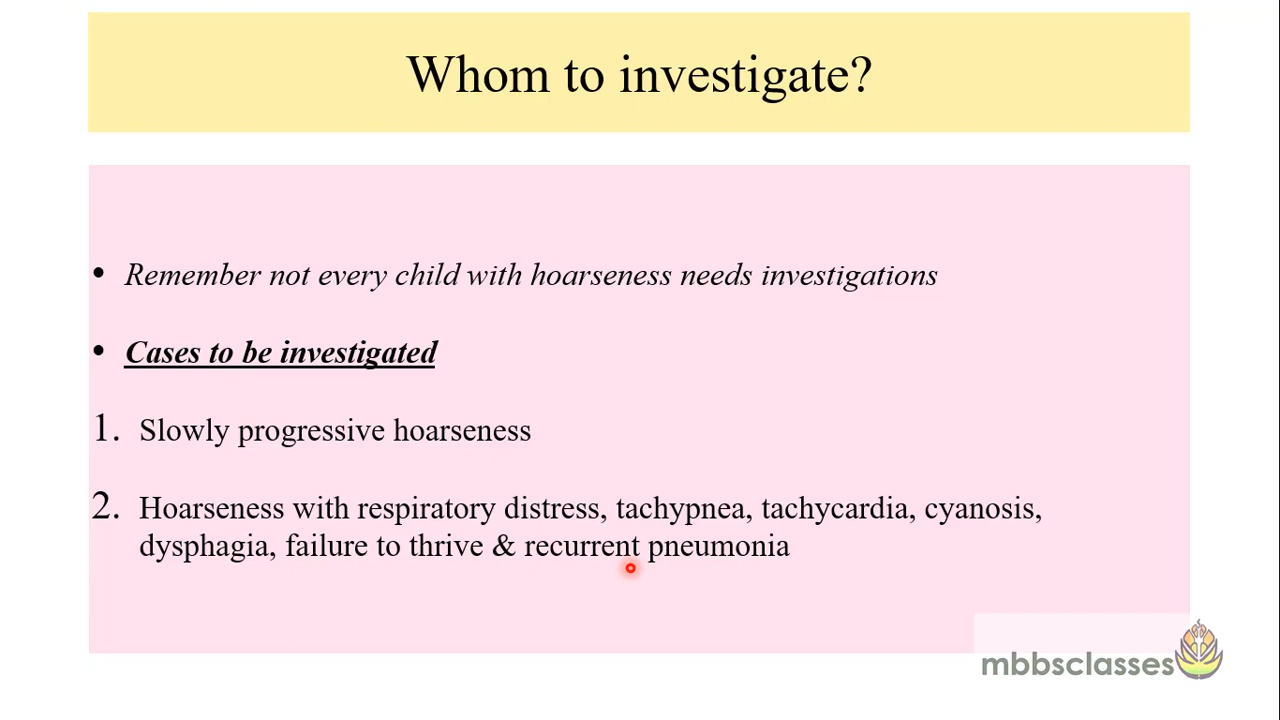 Whom to investigate?
• Remember not every child with hoarseness needs investigations
• Cases to be investigated
1. Slowly progressive hoarseness
2. Hoarseness with respiratory distress, tachypnea, tachycardia, cyanosis,
dysphagia, failure to thrive & recurrent pneumonia
mbbsclasses